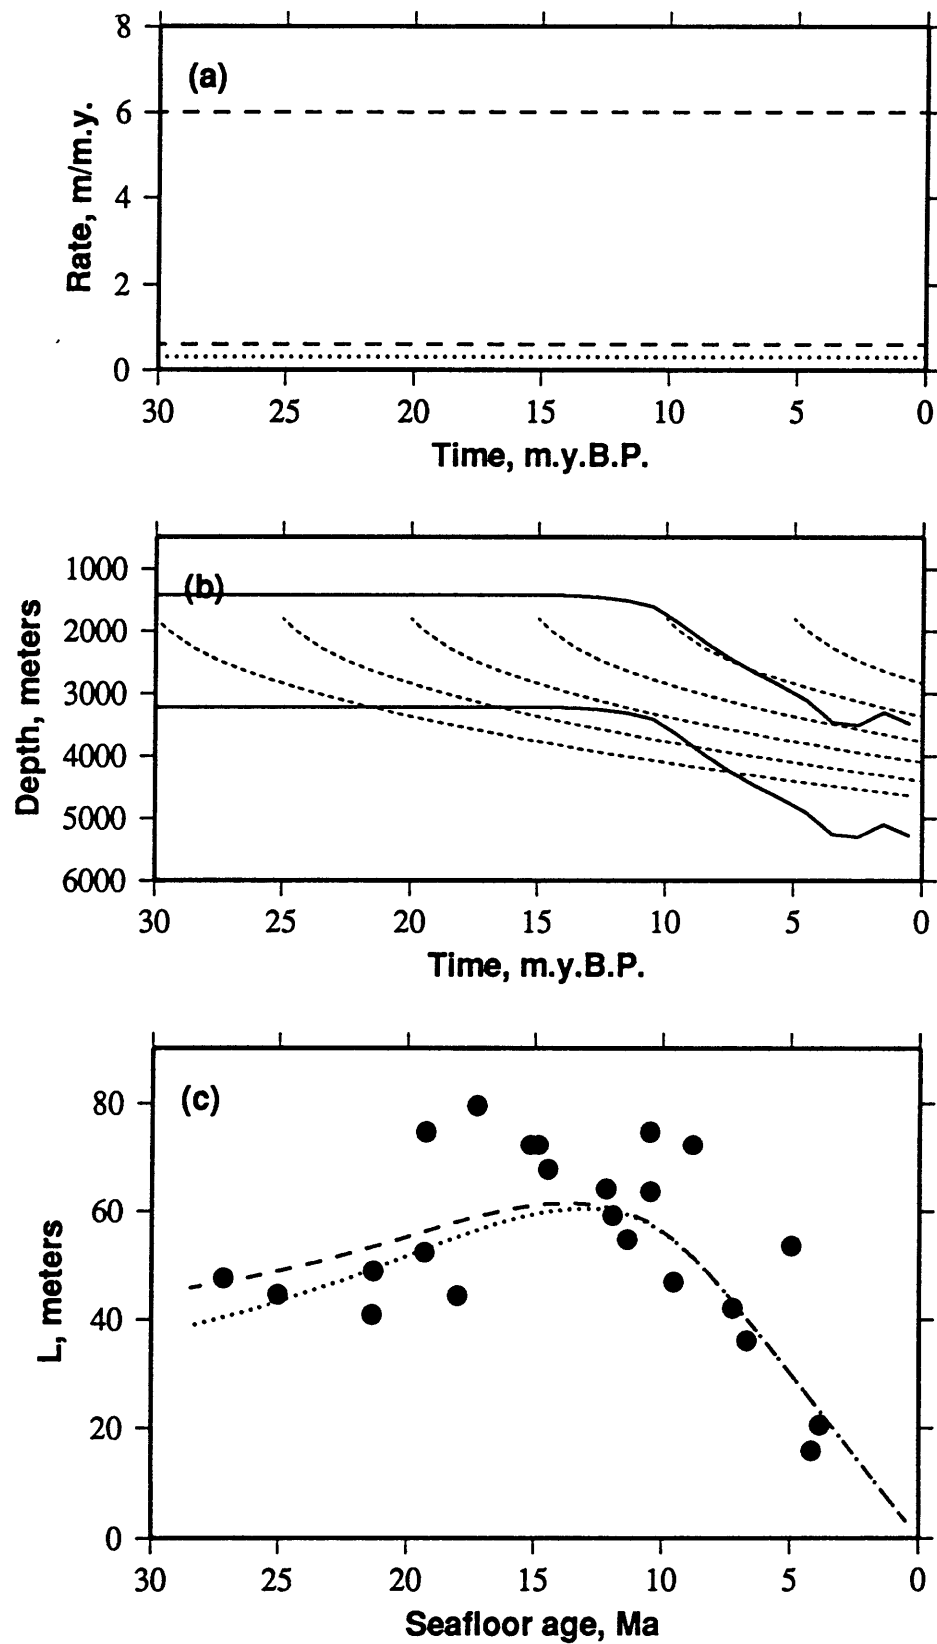 8
(a)
6
4
2
0
Rate, m/m.y.
30 25 20 15 10 5 0
Time, m.y.B.P.
1000
(b)
2000
3000
4000
5000
6000
Depth, meters
30 25 20 15 10 5 0
Time, m.y.B.P.
(c)
80
60
40
20
0
L, meters
30 25 20 15 10 5 0
Seafloor age, Ma